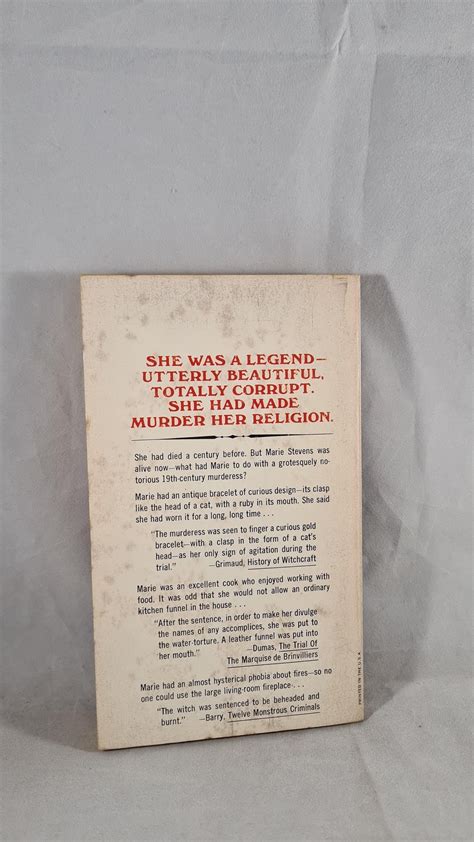 SHE WAS A LEGEND—
UTTERLY BEAUTIFUL,
TOTALLY CORRUPT.
SHE HAD MADE
MURDER HER RELIGION.
She had died a century before. But Marie Stevens was
alive now—what had Marie to do with a grotesquely no-
torious 19th-century murderess?
Marie had an antique bracelet of curious design—its clasp
like the head of a cat, with a ruby in its mouth. She said
she had worn it for a long, long time . . .
"The murderess was seen to finger a curious gold
bracelet—with a clasp in the form of a cat's
head—as her only sign of agitation during the
trial." —Grimaud, History of Witchcraft
Marie was an excellent cook who enjoyed working with
food. It was odd that she would not allow an ordinary
kitchen funnel in the house . . .
"After the sentence, in order to make her divulge
the names of any accomplices, she was put to
the water-torture. A leather funnel was put into
her mouth." —Dumas, The Trial Of
The Marquise de Brinvilliers
Marie had an almost hysterical phobia about fires—so no
one could use the large living-room fireplace . . .
"The witch was sentenced to be beheaded and
burnt." —Barry, Twelve Monstrous Criminals
PRINTED IN THE U.S.A.